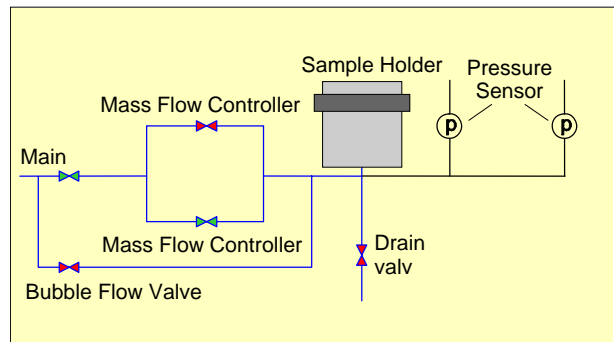 Sample Holder
Pressure
Sensor
Mass Flow Controller
p
p
Main
Mass Flow Controller
Drain
valv
Bubble Flow Valve